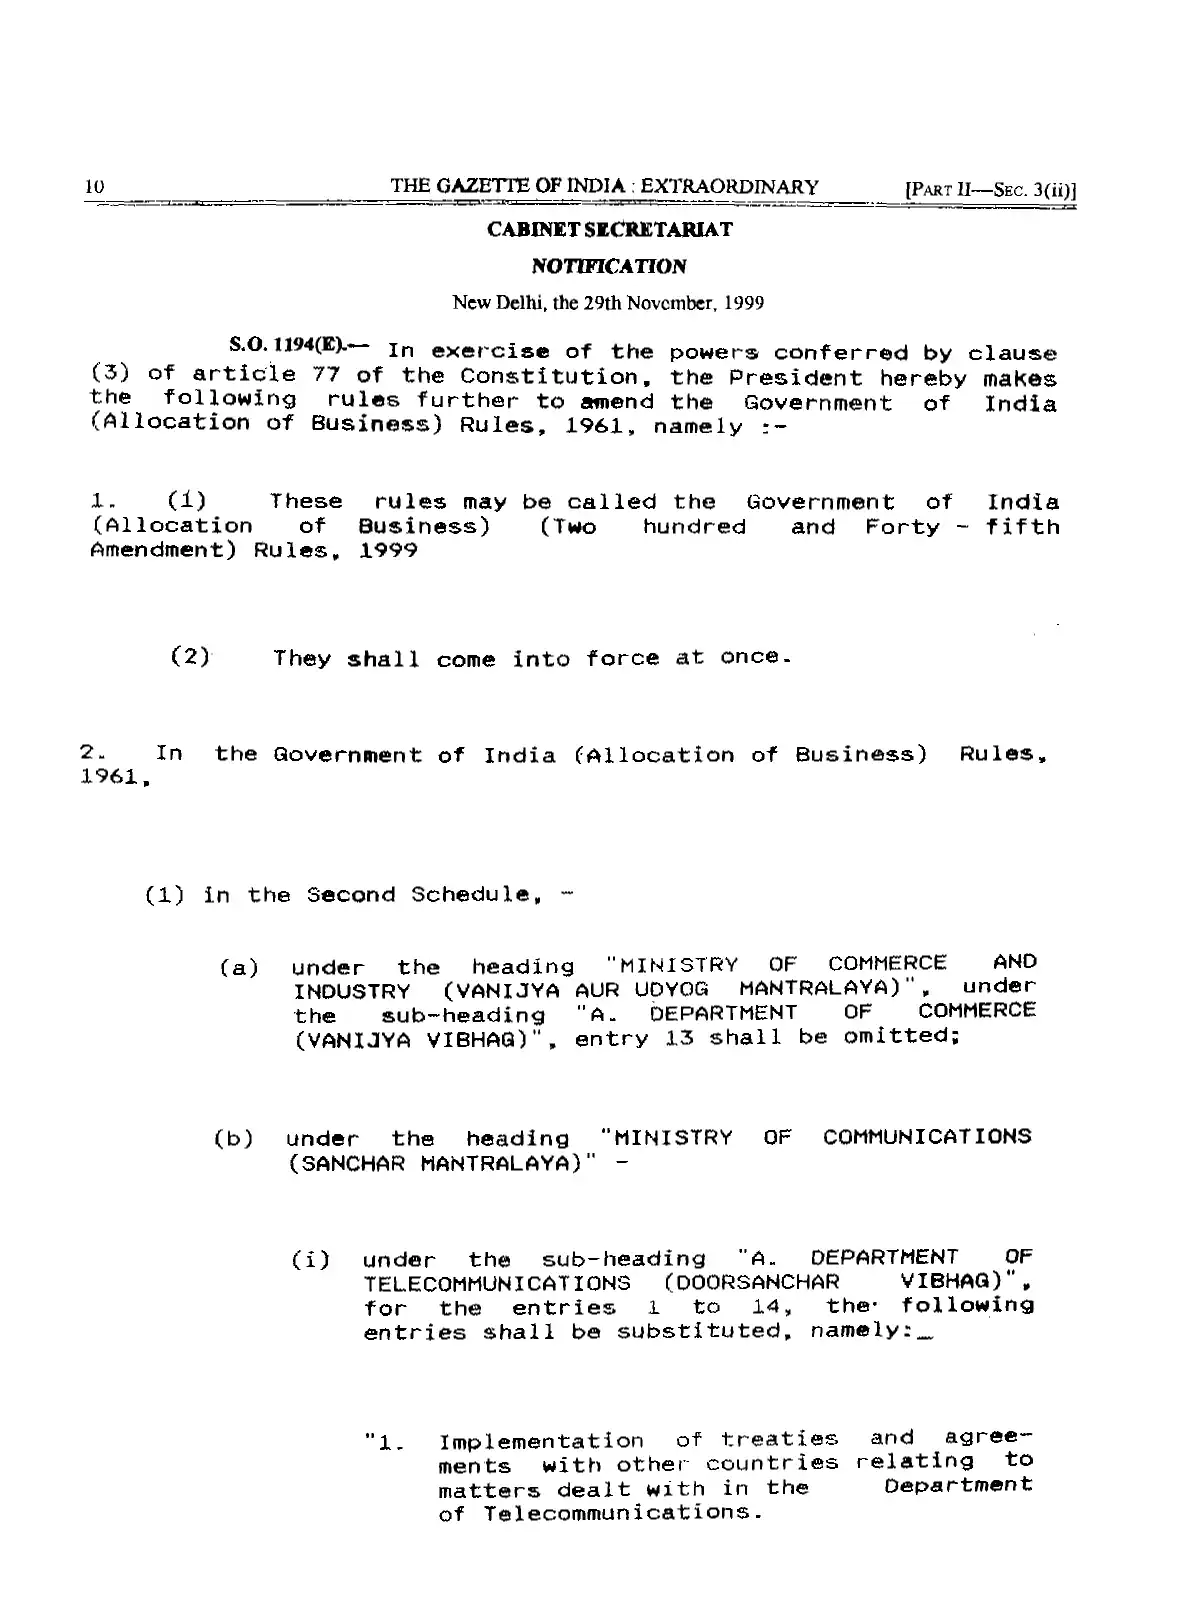 10 THE GAZETTE OF INDIA : EXTRAORDINARY [PART II—SEC. 3(ii)]
CABINET SECRETARIAT
NOTIFICATION
New Delhi, the 29th November, 1999
S.O. 1194(E).— In exercise of the powers conferred by clause
(3) of article 77 of the Constitution, the President hereby makes
the following rules further to amend the Government of India
(Allocation of Business) Rules, 1961, namely :-
1. (1) These rules may be called the Government of India
(Allocation of Business) (Two hundred and Forty - fifth
Amendment) Rules, 1999
(2) They shall come into force at once.
2. In the Government of India (Allocation of Business) Rules,
1961,
(1) in the Second Schedule, -
(a) under the heading "MINISTRY OF COMMERCE AND
INDUSTRY (VANIJYA AUR UDYOG MANTRALAYA)", under
the sub-heading "A. DEPARTMENT OF COMMERCE
(VANIJYA VIBHAG)", entry 13 shall be omitted;
(b) under the heading "MINISTRY OF COMMUNICATIONS
(SANCHAR MANTRALAYA)" -
(i) under the sub-heading "A. DEPARTMENT OF
TELECOMMUNICATIONS (DOORSANCHAR VIBHAG)",
for the entries 1 to 14, the following
entries shall be substituted, namely:_
"1. Implementation of treaties and agree-
ments with other countries relating to
matters dealt with in the Department
of Telecommunications.